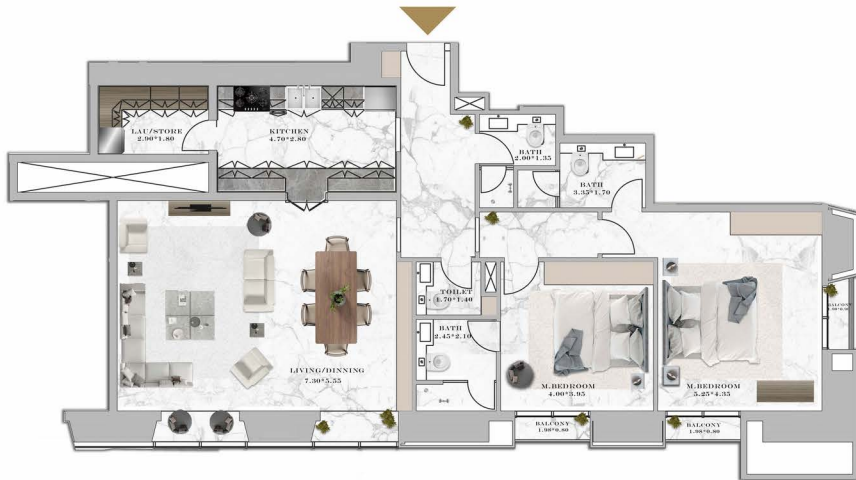 LAU/STORE
2.90*1.80
KITCHEN
4.70*2.80
BATH
2.00*1.35
BATH
3.35*1.70
TOILET
1.70*1.40
BATH
2.45*2.10
LIVING/DINNING
7.30*5.55
M.BEDROOM
4.00*3.95
M.BEDROOM
5.25*4.35
BALCONY
BALCONY
1.98*0.80
BALCONY
1.98*0.80